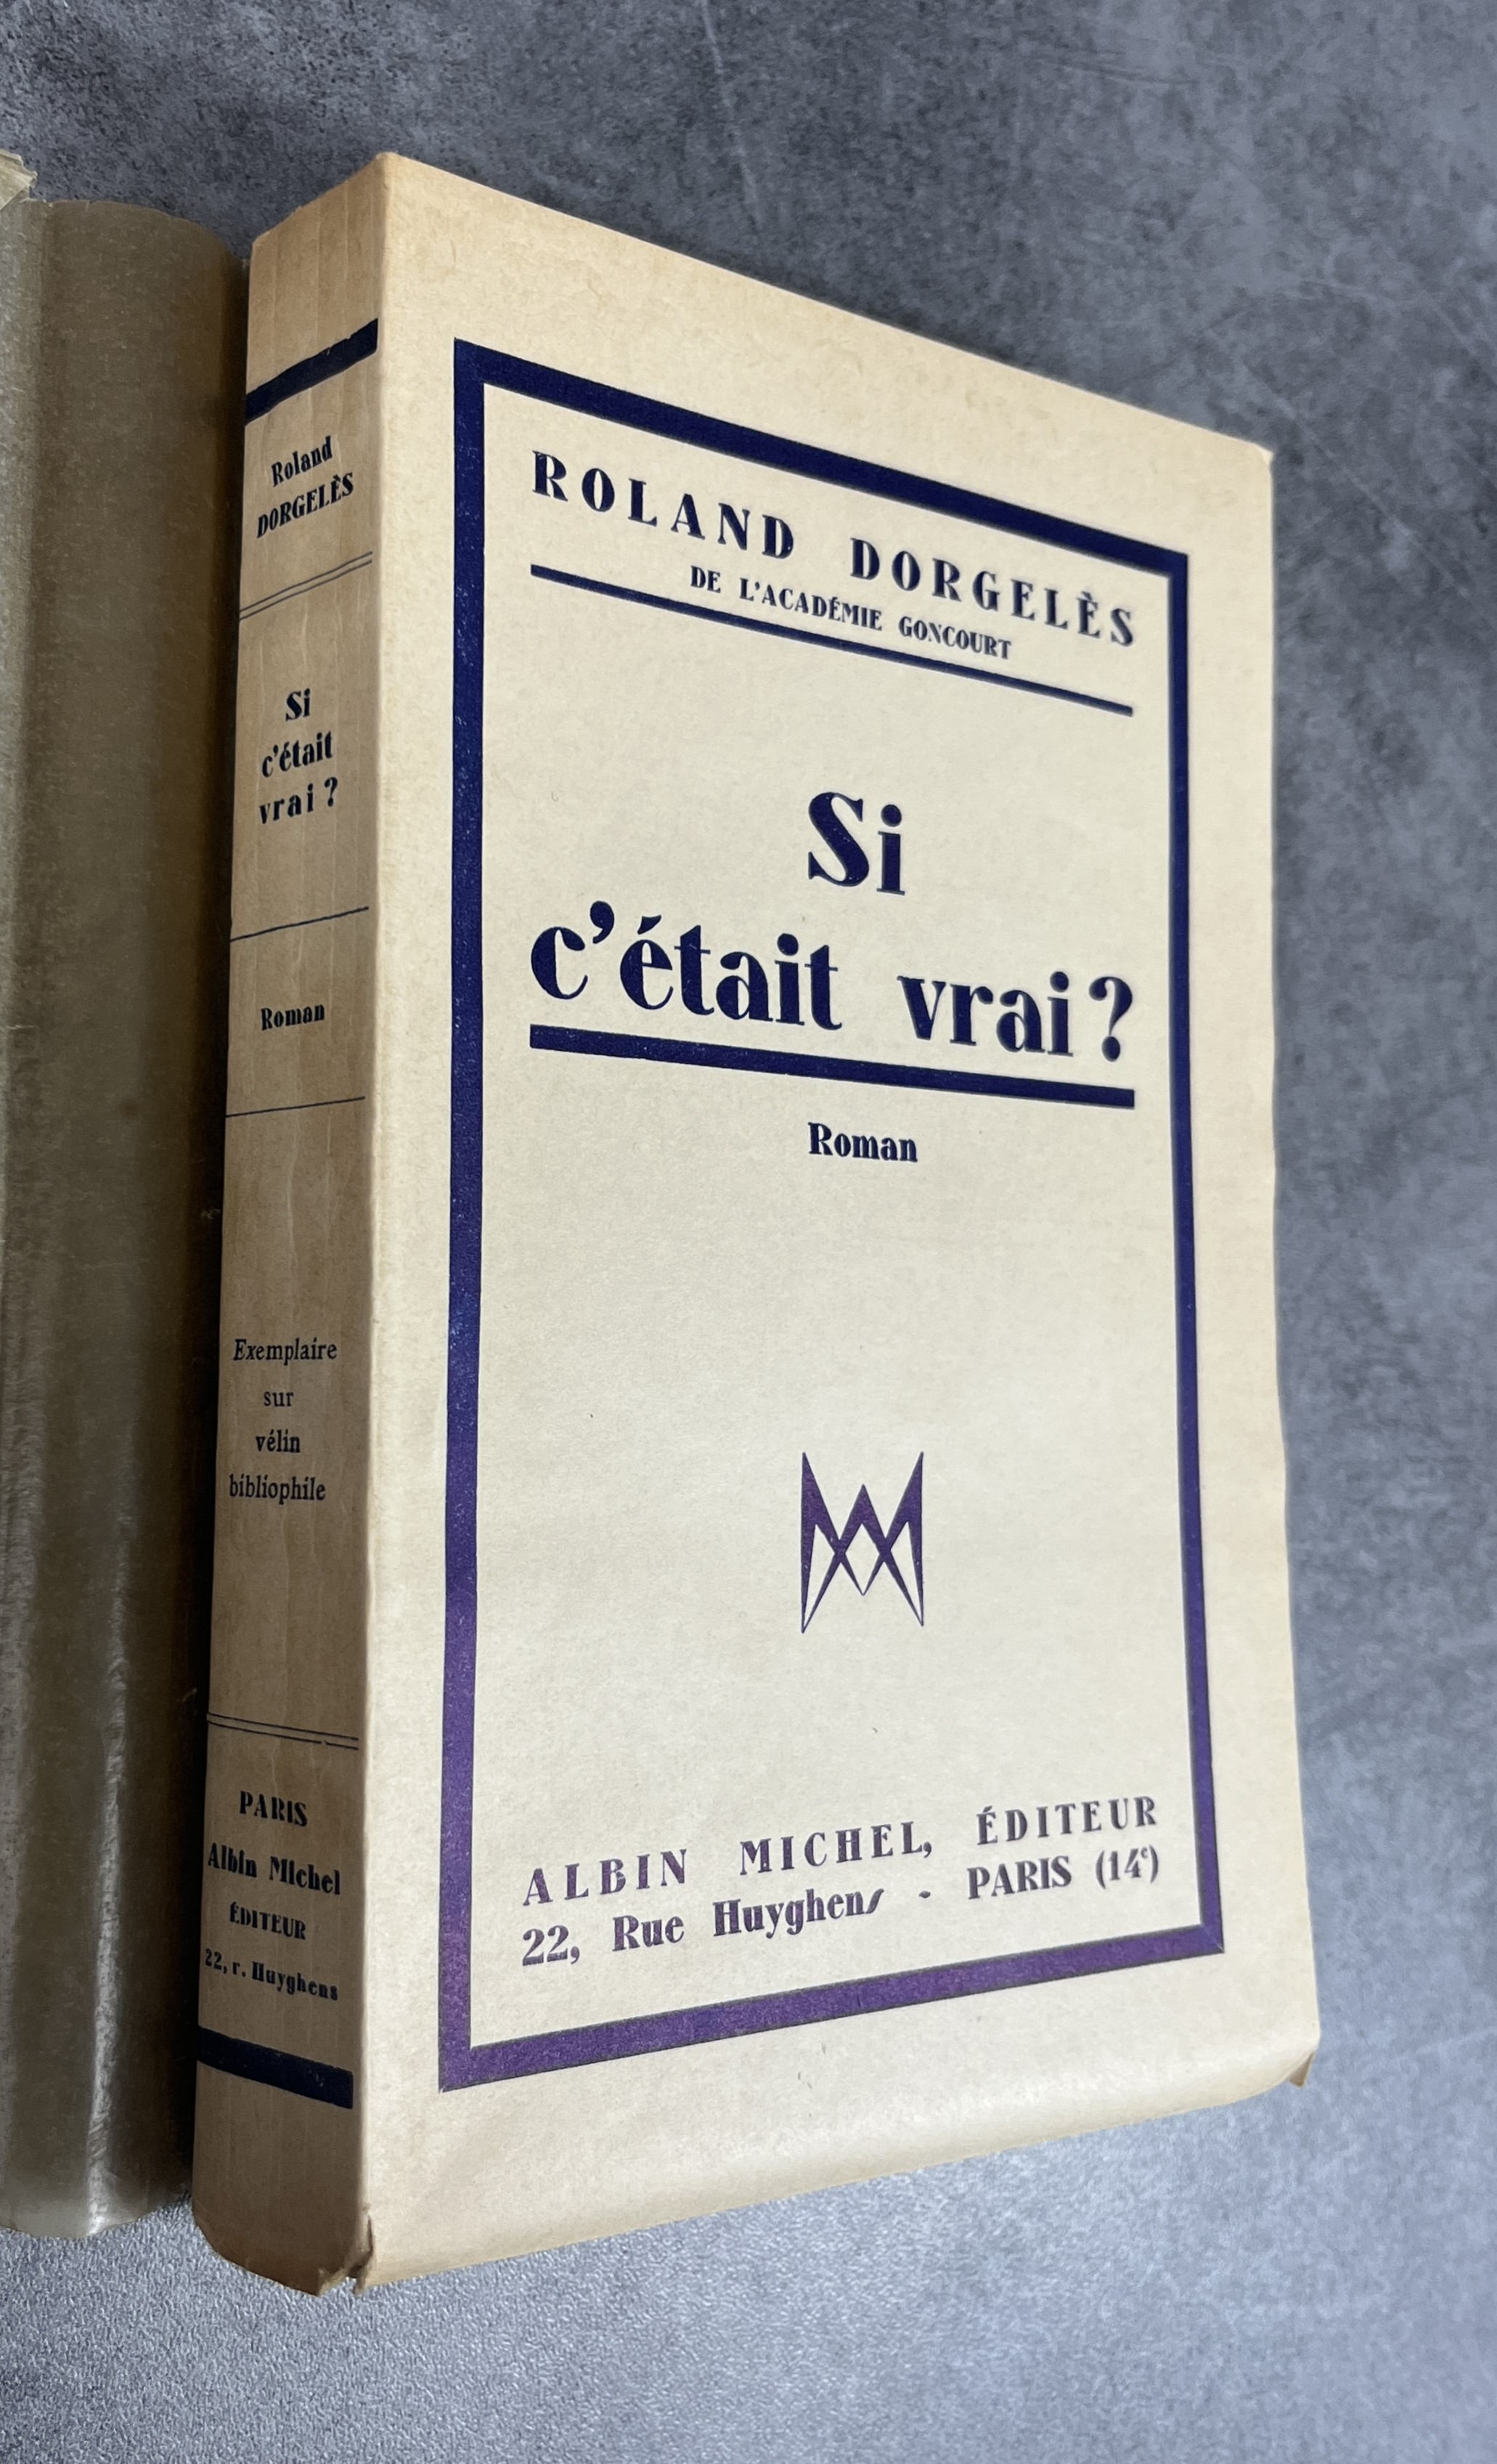 Roland
DORGELÈS
Si
c'était
vrai ?
Roman
Exemplaire
sur
vélin
bibliophile
PARIS
Albin Michel
ÉDITEUR
22, r. Huyghens
ROLAND DORGELÈS
DE L'ACADÉMIE GONCOURT
Si
c'était vrai ?
Roman
ALBIN MICHEL, ÉDITEUR
22, Rue Huyghens - PARIS (14e)